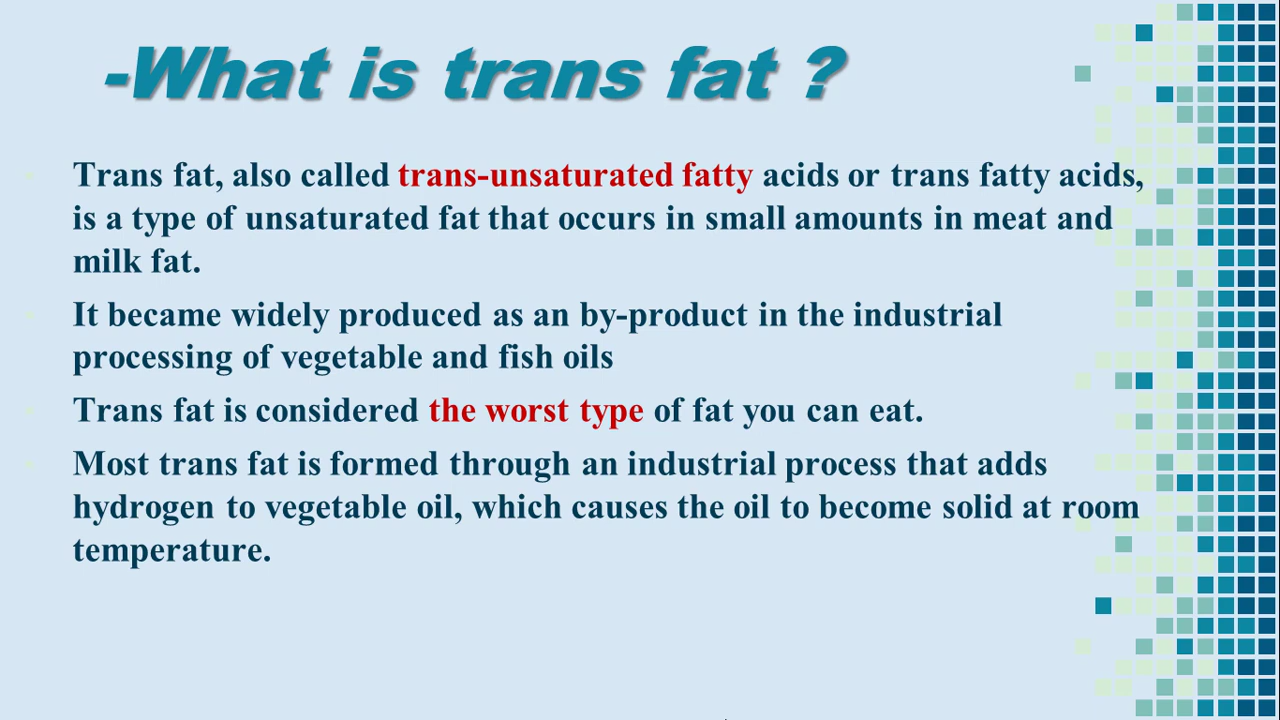 -What is trans fat ?
Trans fat, also called trans-unsaturated fatty acids or trans fatty acids,
is a type of unsaturated fat that occurs in small amounts in meat and
milk fat.
It became widely produced as an by-product in the industrial
processing of vegetable and fish oils
Trans fat is considered the worst type of fat you can eat.
Most trans fat is formed through an industrial process that adds
hydrogen to vegetable oil, which causes the oil to become solid at room
temperature.